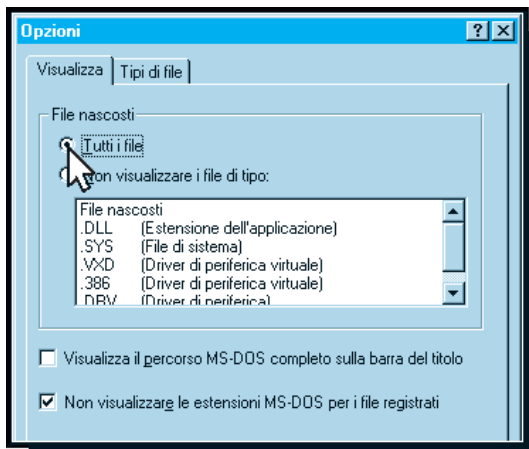 Opzioni
Visualizza Tipi di file
File nascosti
Tutti i file
Non visualizzare i file di tipo:
File nascosti
.DLL (Estensione dell'applicazione)
.SYS (File di sistema)
.VXD (Driver di periferica virtuale)
.386 (Driver di periferica virtuale)
.DRV (Driver di periferica)
Visualizza il percorso MS-DOS completo sulla barra del titolo
Non visualizzare le estensioni MS-DOS per i file registrati